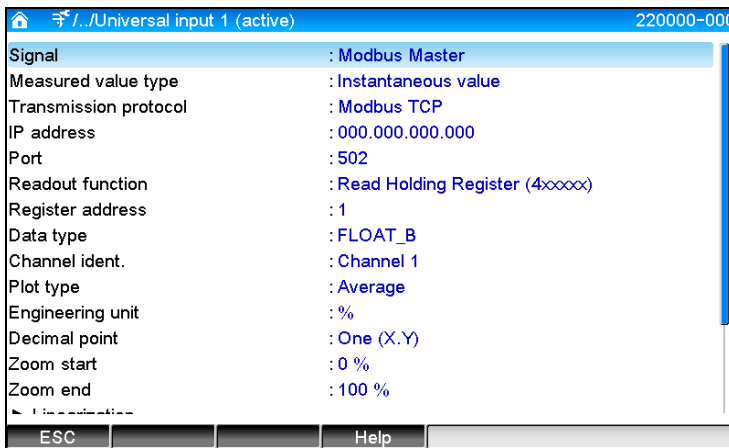 /../Universal input 1 (active) 220000-000
Signal : Modbus Master
Measured value type : Instantaneous value
Transmission protocol : Modbus TCP
IP address : 000.000.000.000
Port : 502
Readout function : Read Holding Register (4xxxxx)
Register address : 1
Data type : FLOAT_B
Channel ident. : Channel 1
Plot type : Average
Engineering unit : %
Decimal point : One (X.Y)
Zoom start : 0 %
Zoom end : 100 %
► Linearization
ESC Help